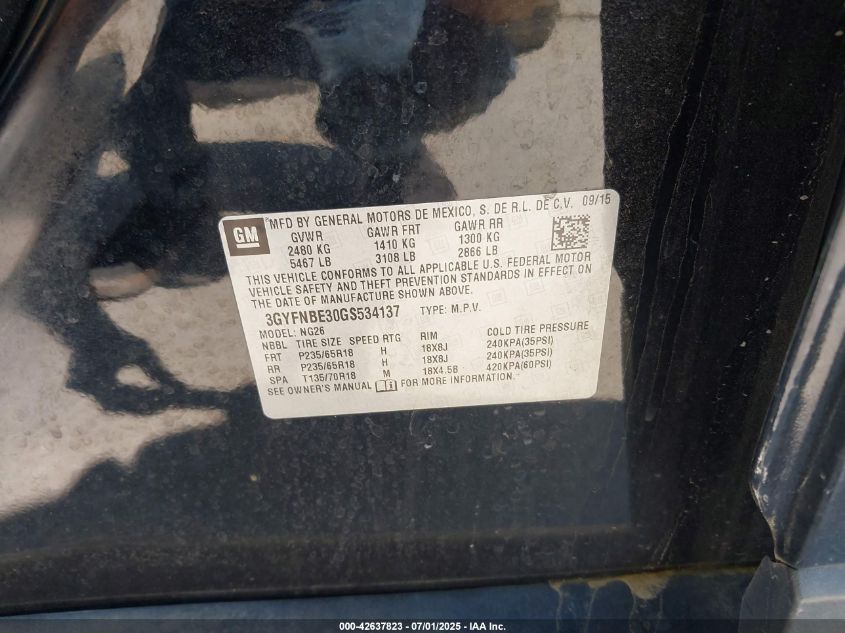 GM
®
MFD BY GENERAL MOTORS DE MEXICO, S. DE R.L. DE C.V. 09/15
GVWR GAWR FRT GAWR RR
2480 KG 1410 KG 1300 KG
5467 LB 3108 LB 2866 LB
THIS VEHICLE CONFORMS TO ALL APPLICABLE U.S. FEDERAL MOTOR
VEHICLE SAFETY AND THEFT PREVENTION STANDARDS IN EFFECT ON
THE DATE OF MANUFACTURE SHOWN ABOVE.
3GYFNBE30GS534137 TYPE: M.P.V.
MODEL: NG26
NBBL TIRE SIZE SPEED RTG RIM COLD TIRE PRESSURE
FRT P235/65R18 H 18X8J 240KPA(35PSI)
RR P235/65R18 H 18X8J 240KPA(35PSI)
SPA T135/70R18 M 18X4.5B 420KPA(60PSI)
SEE OWNER'S MANUAL FOR MORE INFORMATION.
000-42637823 - 07/01/2025 - IAA Inc.